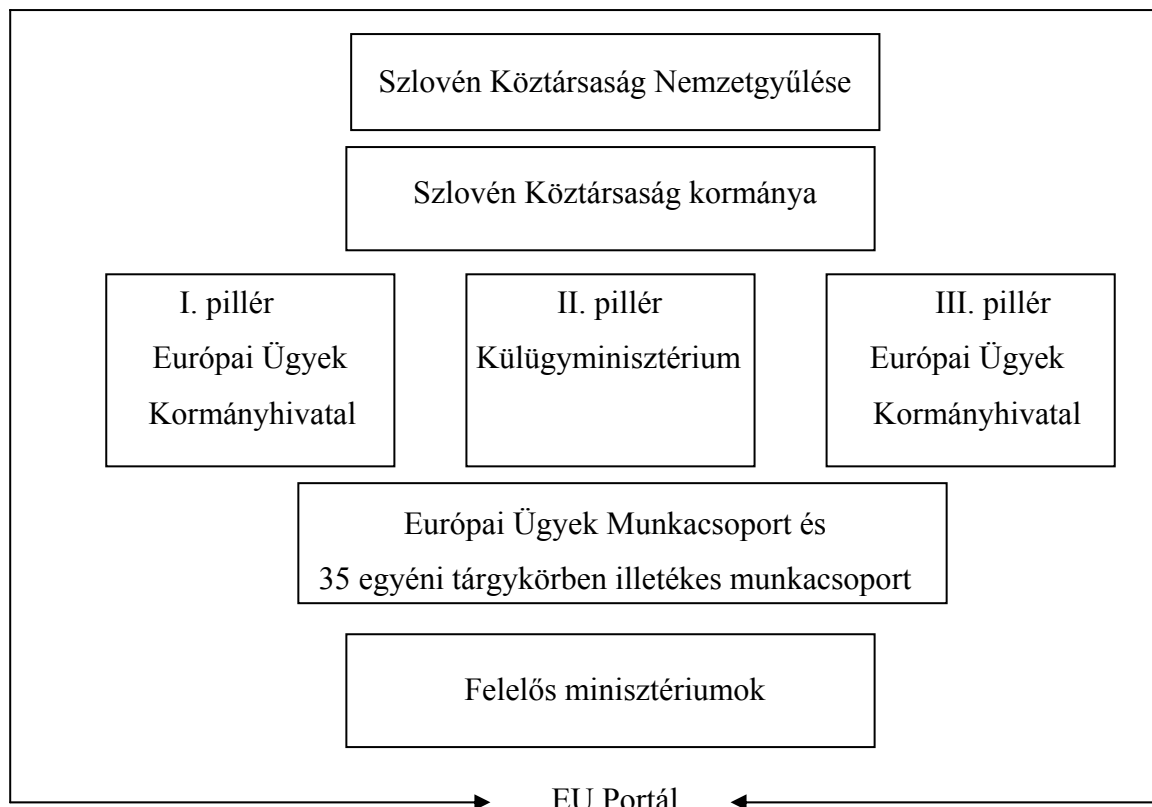 Szlovén Köztársaság Nemzetgyűlése
Szlovén Köztársaság kormánya
I. pillér
Európai Ügyek
Kormányhivatal
II. pillér
Külügyminisztérium
III. pillér
Európai Ügyek
Kormányhivatal
Európai Ügyek Munkacsoport és
35 egyéni tárgykörben illetékes munkacsoport
Felelős minisztériumok
EU Portál